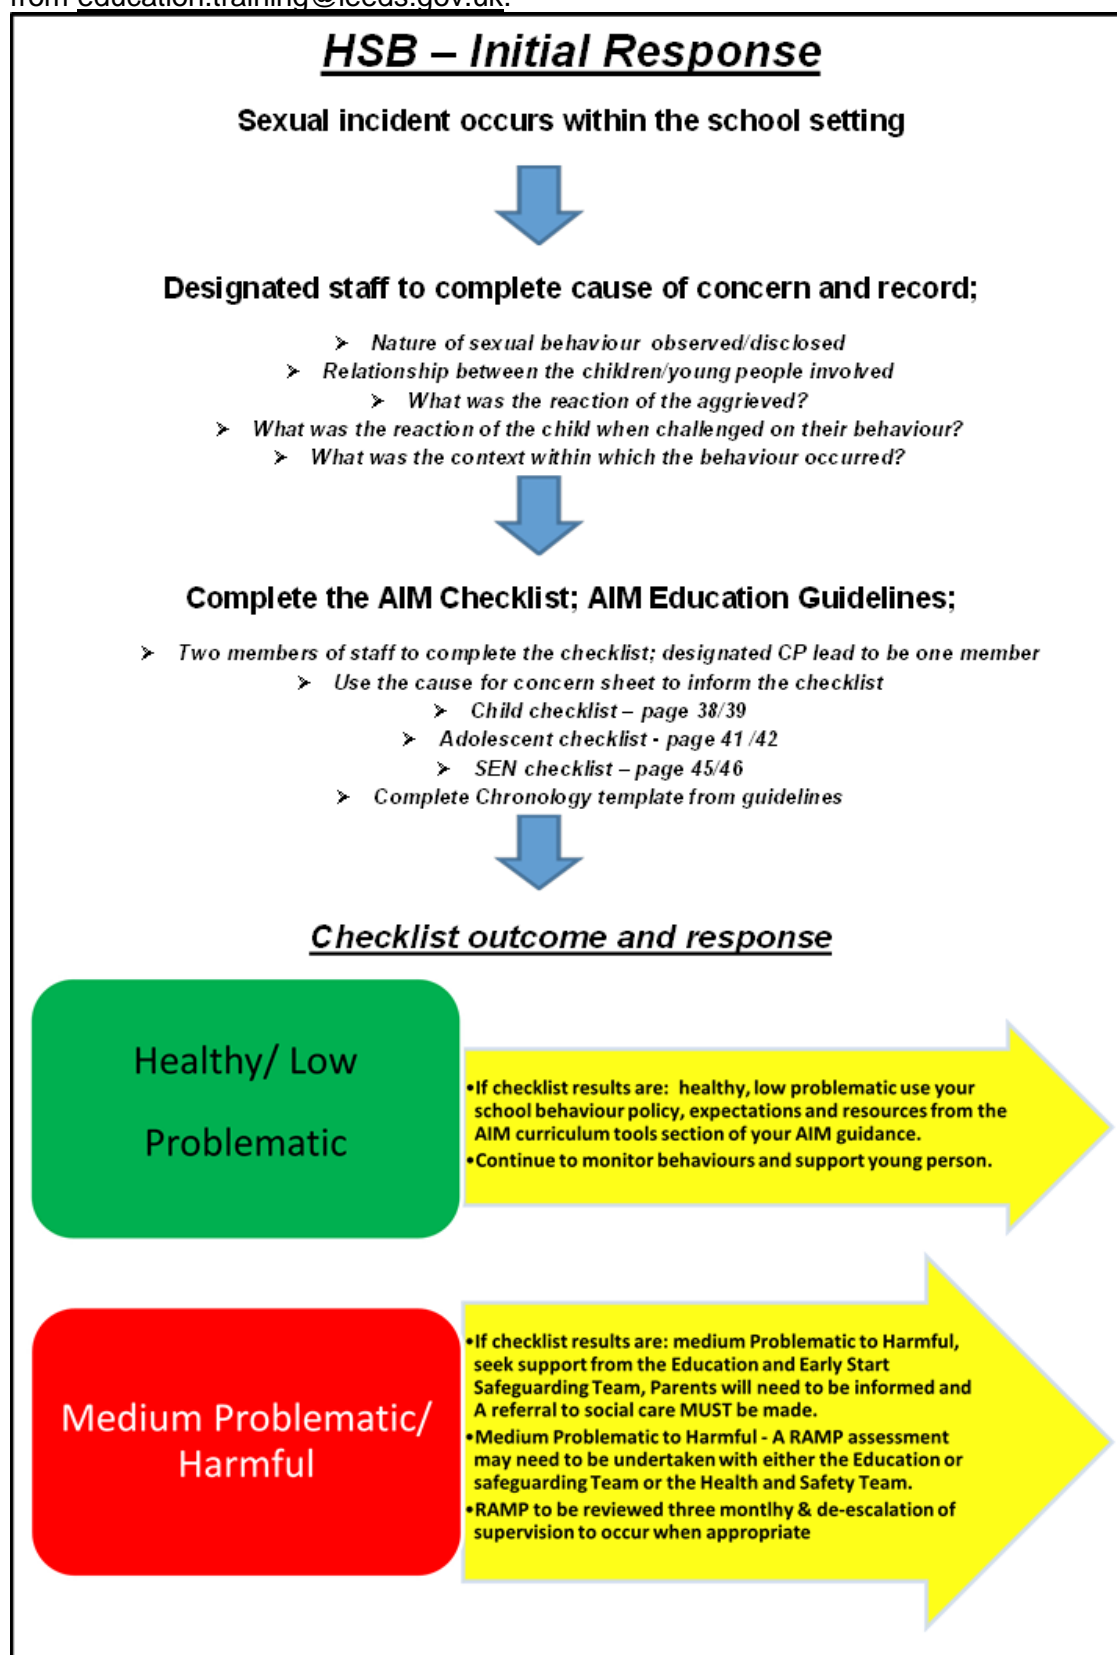 from education.training@leeds.gov.uk.
HSB – Initial Response
Sexual incident occurs within the school setting
Designated staff to complete cause of concern and record;
➢ Nature of sexual behaviour observed/disclosed
➢ Relationship between the children/young people involved
➢ What was the reaction of the aggrieved?
➢ What was the reaction of the child when challenged on their behaviour?
➢ What was the context within which the behaviour occurred?
Complete the AIM Checklist; AIM Education Guidelines;
➢ Two members of staff to complete the checklist; designated CP lead to be one member
➢ Use the cause for concern sheet to inform the checklist
➢ Child checklist – page 38/39
➢ Adolescent checklist - page 41 /42
➢ SEN checklist – page 45/46
➢ Complete Chronology template from guidelines
Checklist outcome and response
Healthy/ Low
Problematic
•If checklist results are: healthy, low problematic use your
school behaviour policy, expectations and resources from the
AIM curriculum tools section of your AIM guidance.
•Continue to monitor behaviours and support young person.
Medium Problematic/
Harmful
•If checklist results are: medium Problematic to Harmful,
seek support from the Education and Early Start
Safeguarding Team, Parents will need to be informed and
A referral to social care MUST be made.
•Medium Problematic to Harmful - A RAMP assessment
may need to be undertaken with either the Education or
safeguarding Team or the Health and Safety Team.
•RAMP to be reviewed three montlhy & de-escalation of
supervision to occur when appropriate